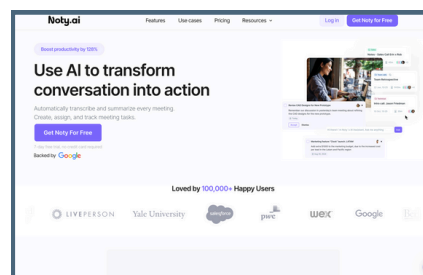 Noty.ai
Features Use cases Pricing Resources
Log in
Get Noty for Free
Boost productivity by 126%
Use AI to transform
conversation into action
Automatically transcribe and summarize every meeting.
Create, assign, and track meeting tasks.
Get Noty For Free
Backed by Google
Loved by 100,000+ Happy Users
LIVEPERSON Yale University salesforce pwc wex Google